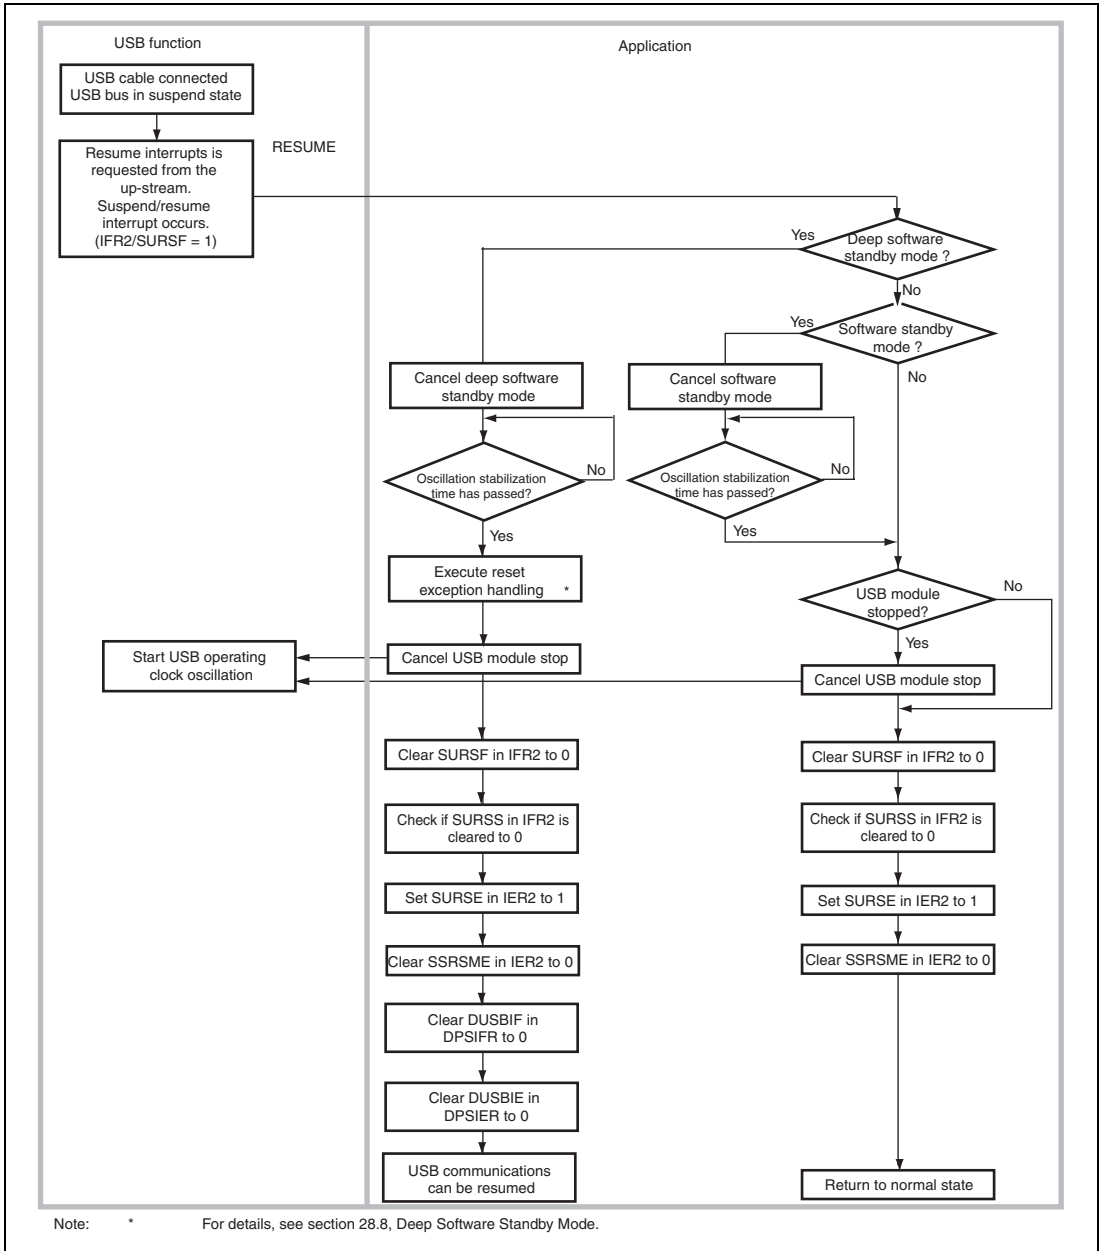 USB function
Application
USB cable connected
USB bus in suspend state
Resume interrupts is
requested from the
up-stream.
Suspend/resume
interrupt occurs.
(IFR2/SURSF = 1)
RESUME
Yes
Deep software
standby mode ?
No
Yes
Software standby
mode ?
No
Cancel deep software
standby mode
Cancel software
standby mode
Oscillation stabilization
time has passed?
No
Oscillation stabilization
time has passed?
No
Yes
Yes
Execute reset
exception handling *
USB module
stopped?
No
Yes
Start USB operating
clock oscillation
Cancel USB module stop
Cancel USB module stop
Clear SURSF in IFR2 to 0
Clear SURSF in IFR2 to 0
Check if SURSS in IFR2 is
cleared to 0
Check if SURSS in IFR2 is
cleared to 0
Set SURSE in IER2 to 1
Set SURSE in IER2 to 1
Clear SSRSME in IER2 to 0
Clear SSRSME in IER2 to 0
Clear DUSBIF in
DPSIFR to 0
Clear DUSBIE in
DPSIER to 0
USB communications
can be resumed
Return to normal state
Note: * For details, see section 28.8, Deep Software Standby Mode.